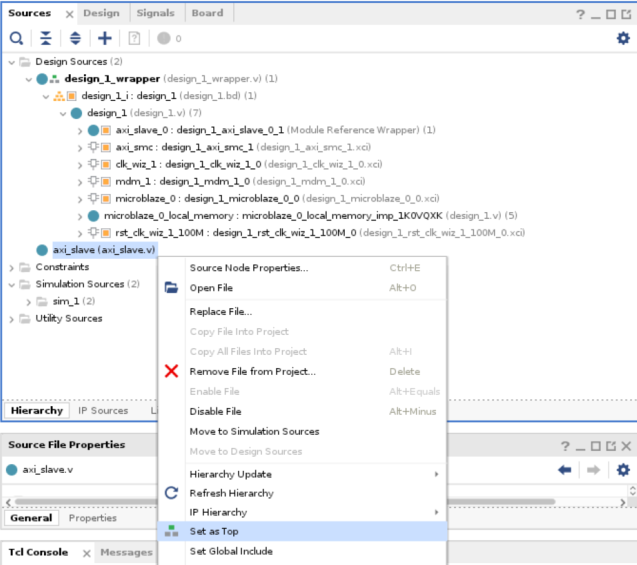 Sources × Design Signals Board ? _ □ ×
0
Design Sources (2)
design_1_wrapper (design_1_wrapper.v) (1)
design_1_i : design_1 (design_1.bd) (1)
design_1 (design_1.v) (7)
axi_slave_0 : design_1_axi_slave_0_1 (Module Reference Wrapper) (1)
axi_smc : design_1_axi_smc_1 (design_1_axi_smc_1.xci)
clk_wiz_1 : design_1_clk_wiz_1_0 (design_1_clk_wiz_1_0.xci)
mdm_1 : design_1_mdm_1_0 (design_1_mdm_1_0.xci)
microblaze_0 : design_1_microblaze_0_0 (design_1_microblaze_0_0.xci)
microblaze_0_local_memory : microblaze_0_local_memory_imp_1K0VQXK (design_1.v) (5)
rst_clk_wiz_1_100M : design_1_rst_clk_wiz_1_100M_0 (design_1_rst_clk_wiz_1_100M_0.xci)
axi_slave (axi_slave.v)
Constraints
Simulation Sources (2)
sim_1 (2)
Utility Sources
Source Node Properties... Ctrl+E
Open File Alt+O
Replace File...
Copy File Into Project
Copy All Files Into Project Alt+I
Remove File from Project... Delete
Enable File Alt+Equals
Disable File Alt+Minus
Move to Simulation Sources
Move to Design Sources
Hierarchy Update
Refresh Hierarchy
IP Hierarchy
Set as Top
Set Global Include
Hierarchy IP Sources
Source File Properties ? _ □ ×
axi_slave.v
General Properties
Tcl Console × Messages